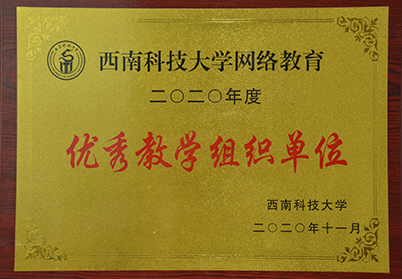 西南科技大学网络教育
二〇二〇年度
优秀教学组织单位
西南科技大学
二〇二〇年十一月